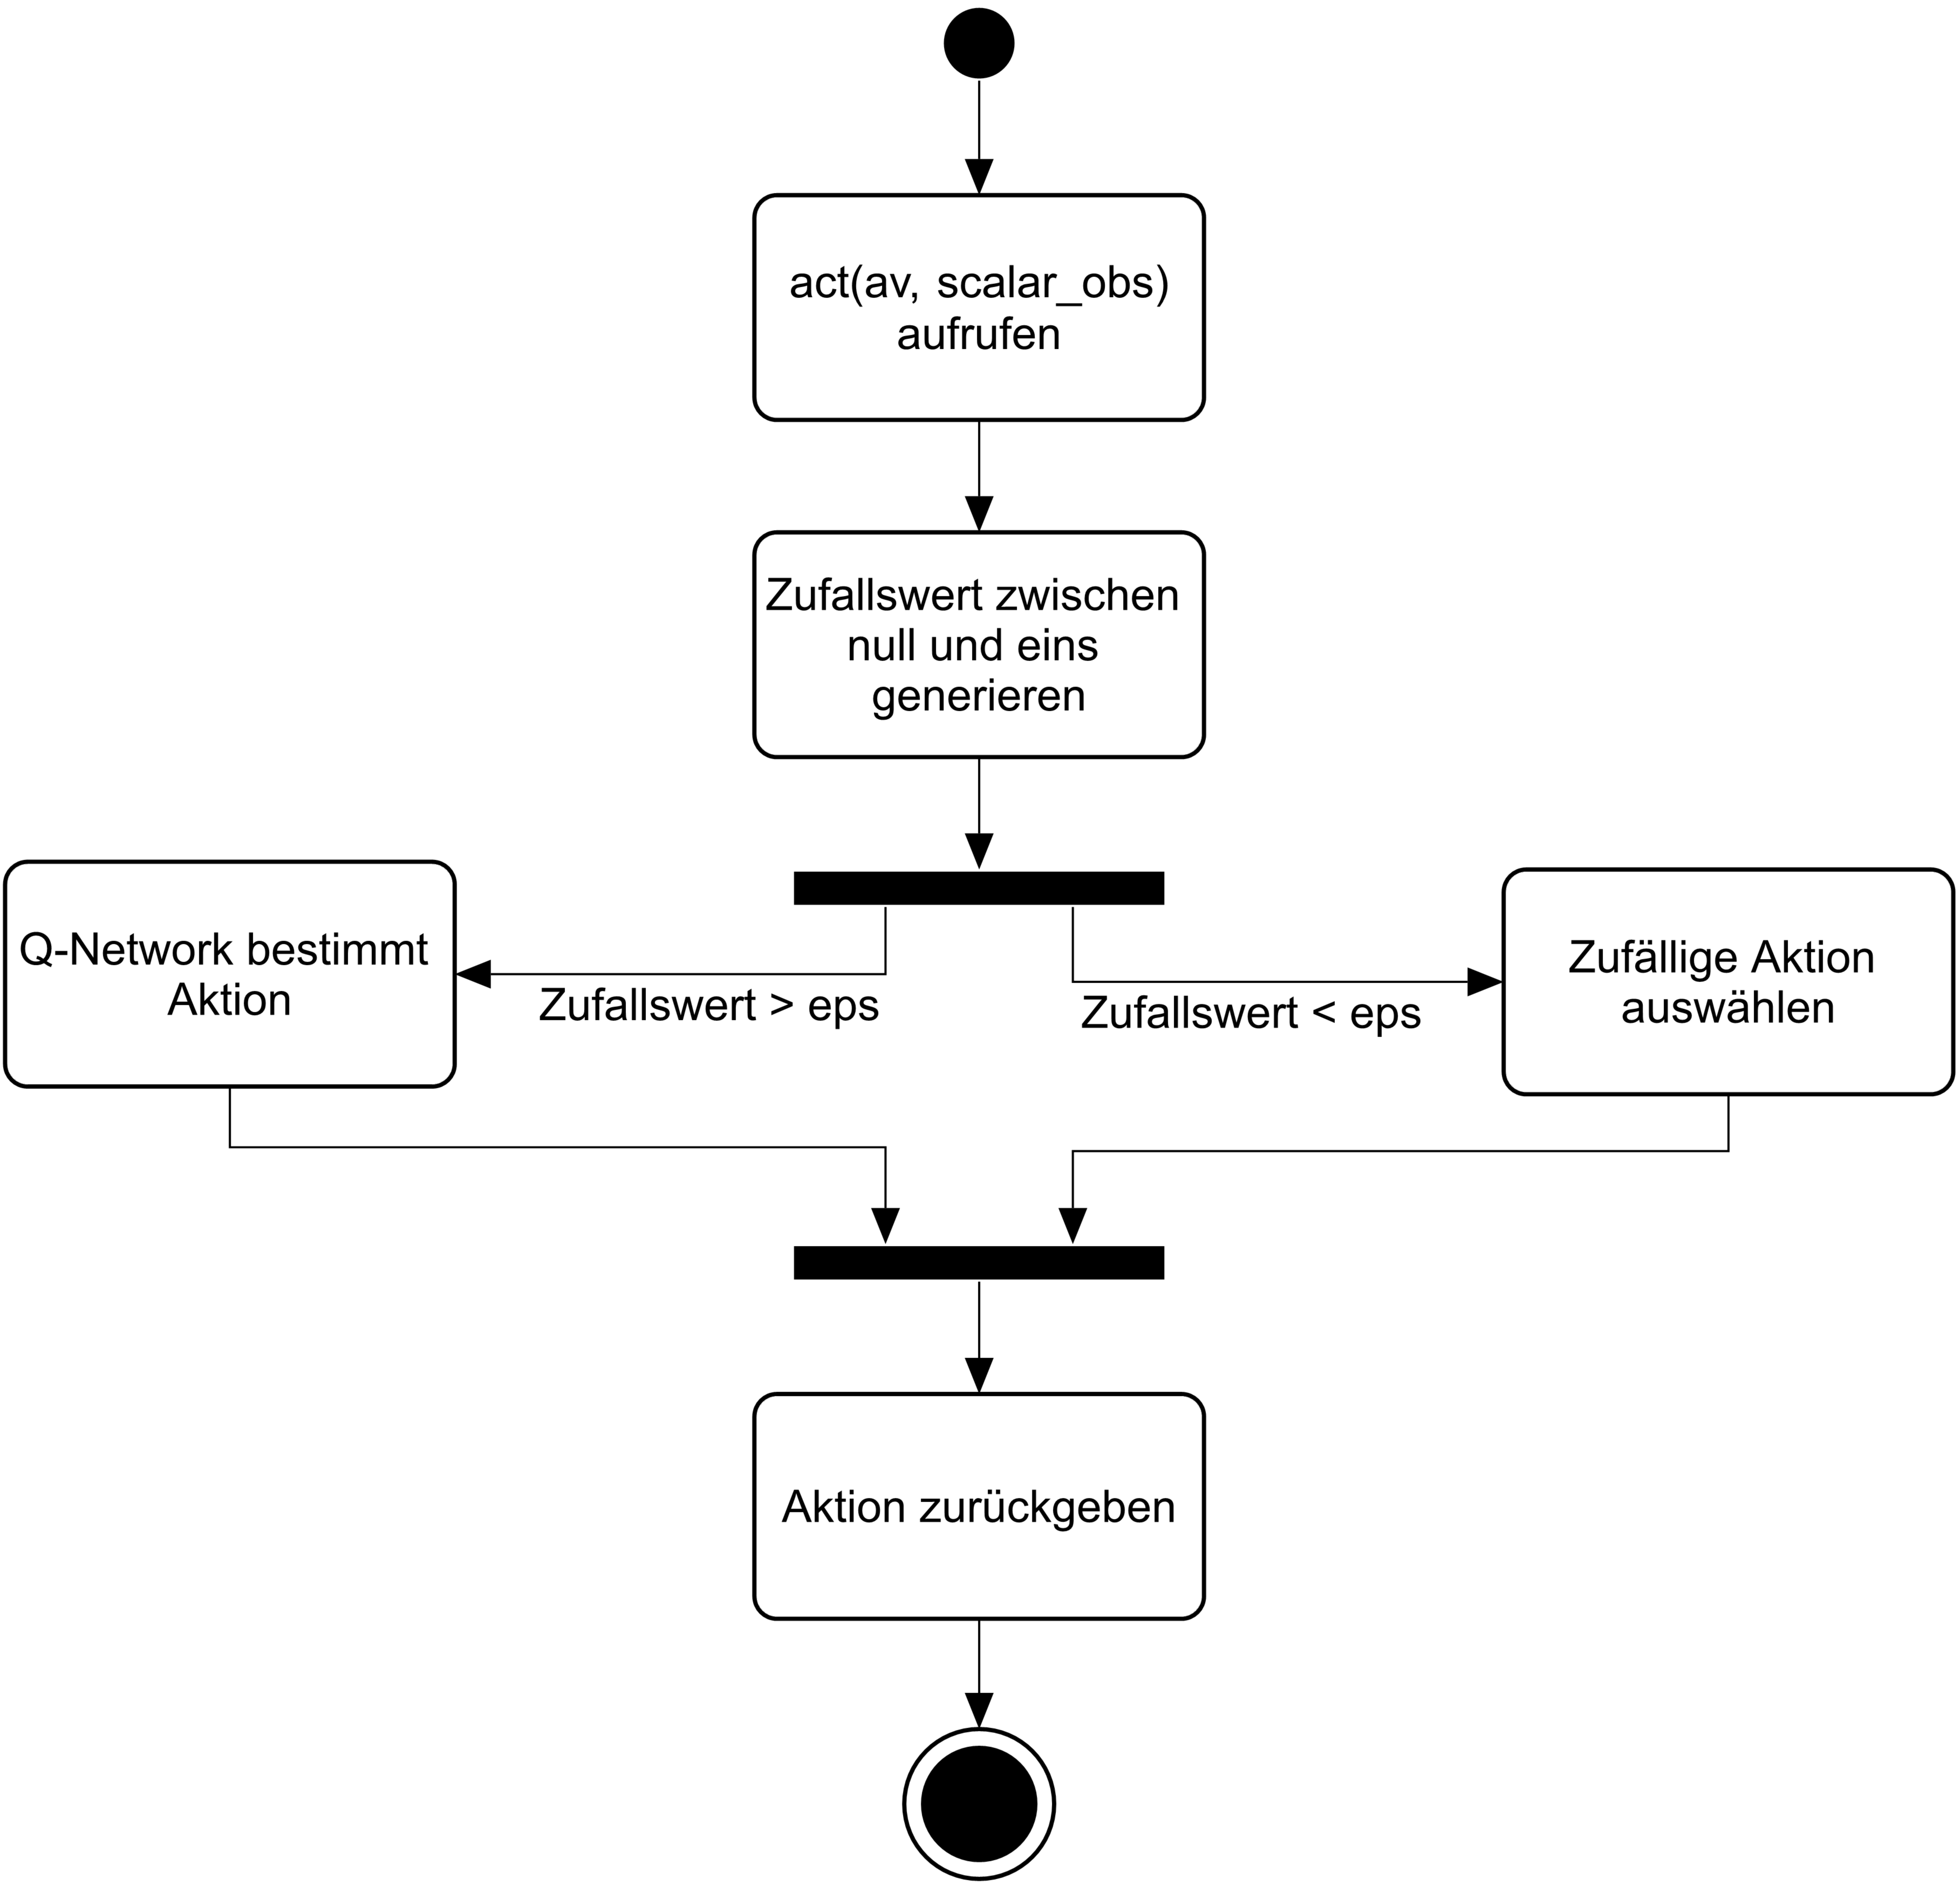 act(av, scalar_obs)
aufrufen
Zufallswert zwischen
null und eins
generieren
Q-Network bestimmt
Aktion
Zufallswert > eps
Zufallswert < eps
Zufällige Aktion
auswählen
Aktion zurückgeben